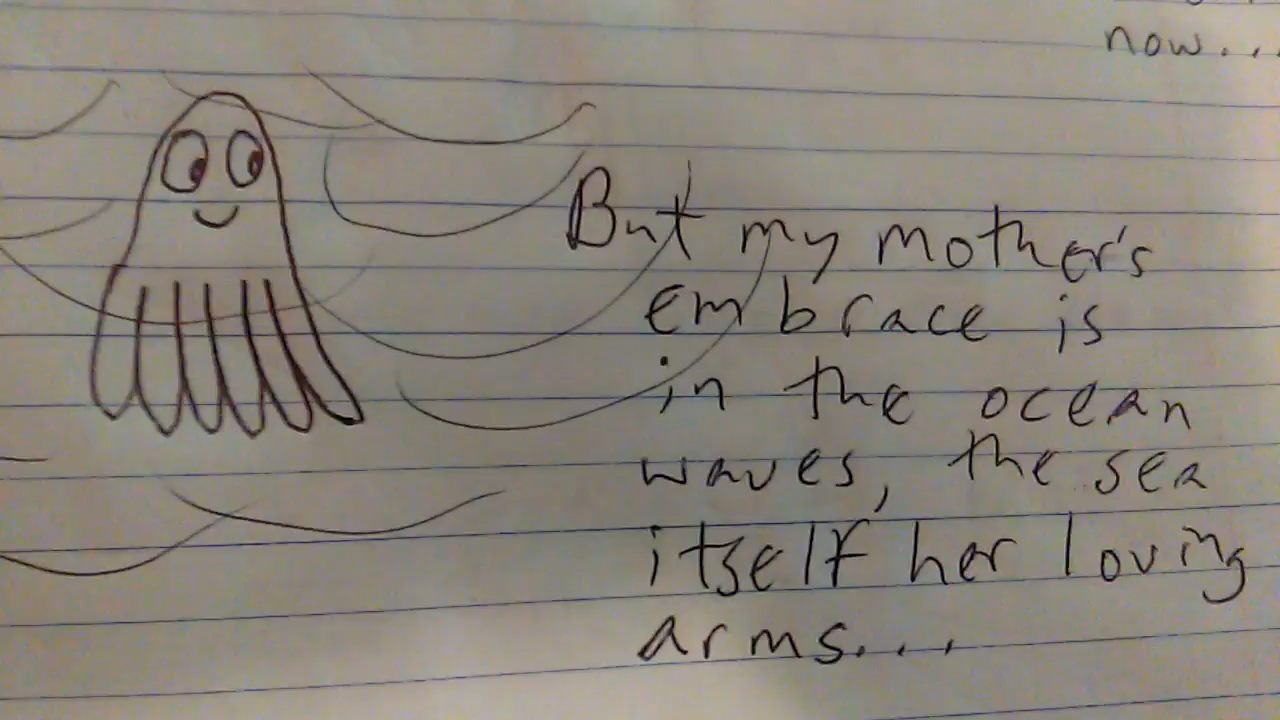 now...
But my mother's
embrace is
in the ocean
waves, the sea
itself her loving
arms...